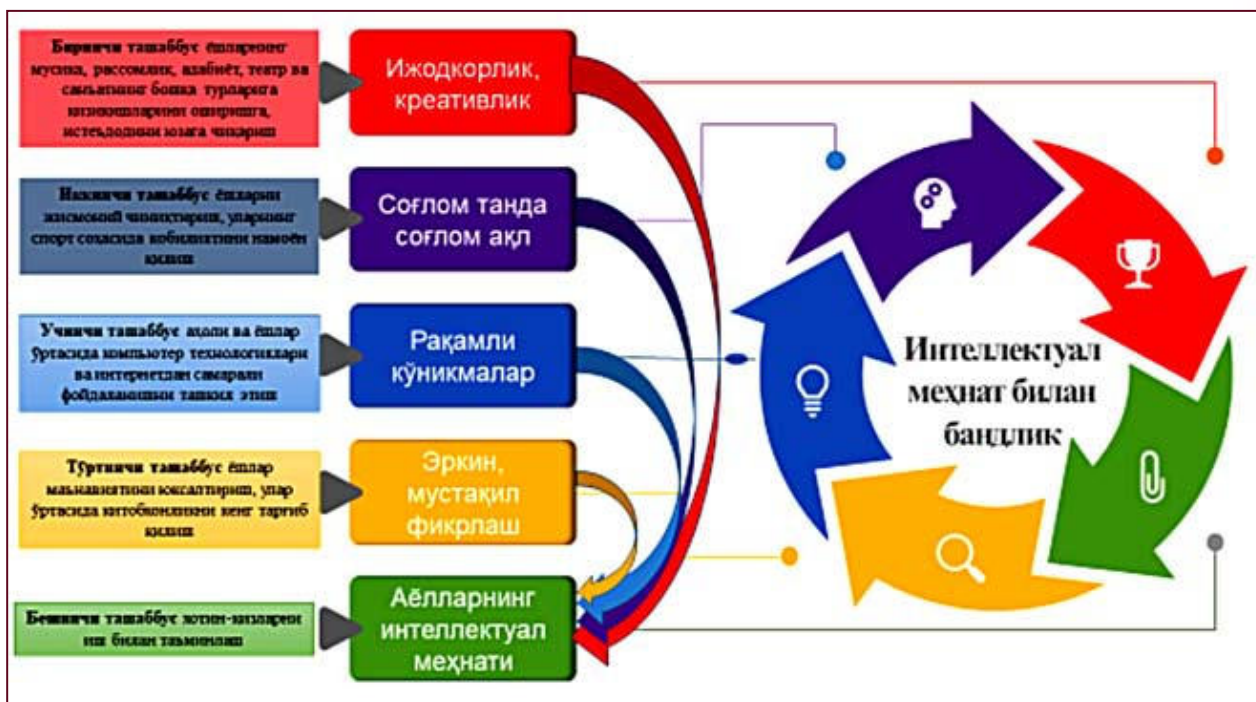 Биринчи ташаббус ёшларнинг
мусиқа, рассомлик, адабиёт, театр ва
санъатнинг бошқа турларига
қизиқишларини оширишга,
истеъдодини юзага чиқариш
Ижодкорлик,
креативлик
Иккинчи ташаббус ёшларни
жисмоний чиниқтириш, уларнинг
спорт соҳасида қобилиятини намоён
қилиш
Соғлом танда
соғлом ақл
Учинчи ташаббус аҳоли ва ёшлар
ўртасида компьютер технологиялари
ва интернетдан самарали
фойдаланишни ташкил этиш
Рақамли
кўникмалар
Тўртинчи ташаббус ёшлар
маънавиятини юксалтириш, улар
ўртасида китобхонликни кенг тарғиб
қилиш
Эркин,
мустақил
фикрлаш
Бешинчи ташаббус хотин-қизларни
иш билан таъминлаш
Аёлларнинг
интеллектуал
меҳнати
Интеллектуал
меҳнат билан
бандлик